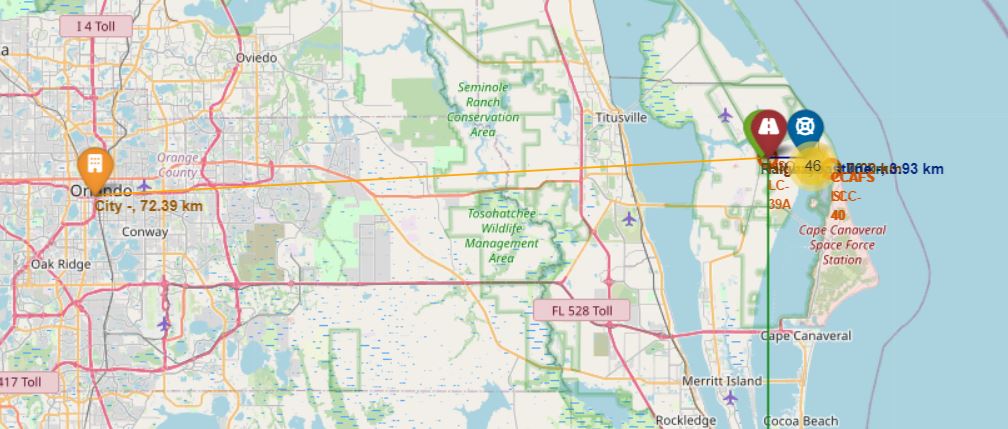 I 4 Toll
a
Oviedo
Seminole
Ranch
Conservation
Area
Titusville
Orange
County
46
3.93 km
LC-
39A
CCAFS
SLC-
40
Orlando
City -, 72.39 km
Conway
Tosohatchee
Wildlife
Management
Area
Cape Canaveral
Space Force
Station
Oak Ridge
FL 528 Toll
Cape Canaveral
417 Toll
Merritt Island
Rockledge
Cocoa Beach